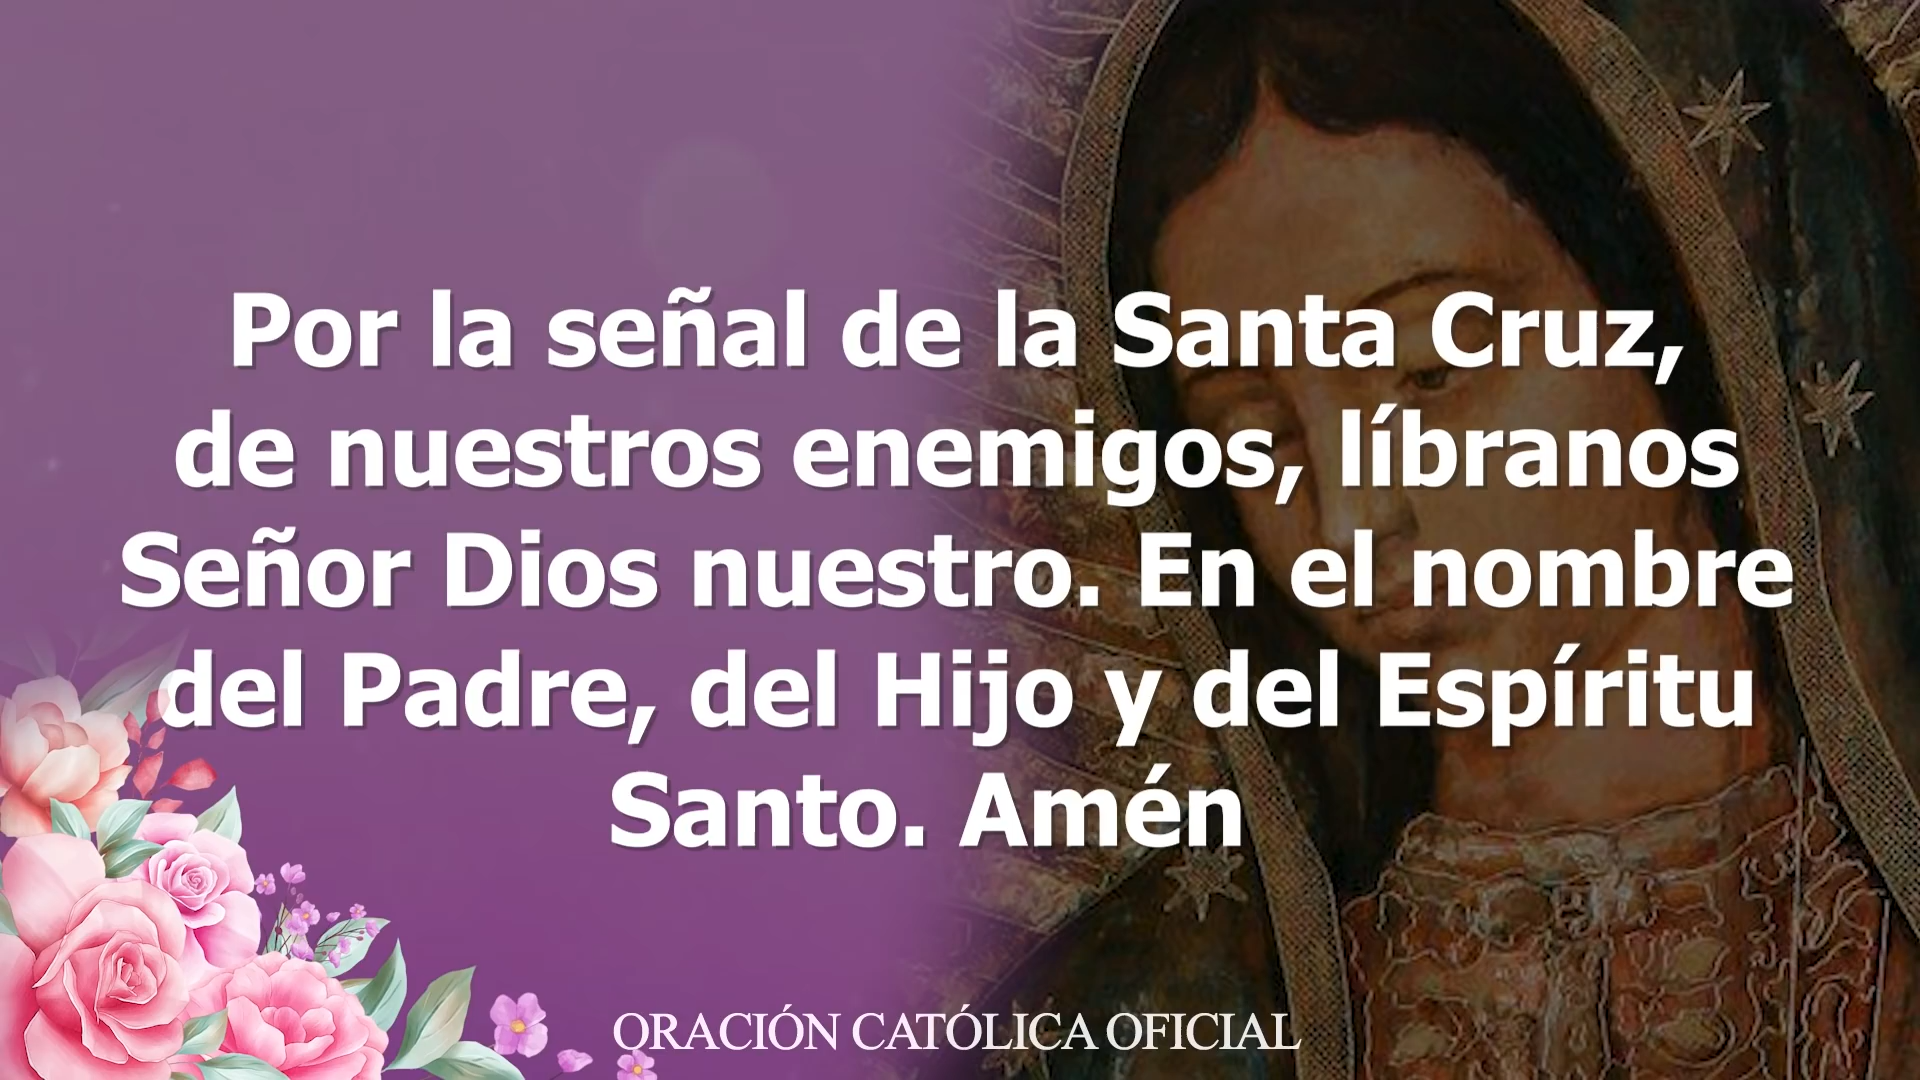 Por la señal de la Santa Cruz,
de nuestros enemigos, líbranos
Señor Dios nuestro. En el nombre
del Padre, del Hijo y del Espíritu
Santo. Amén
ORACIÓN CATÓLICA OFICIAL